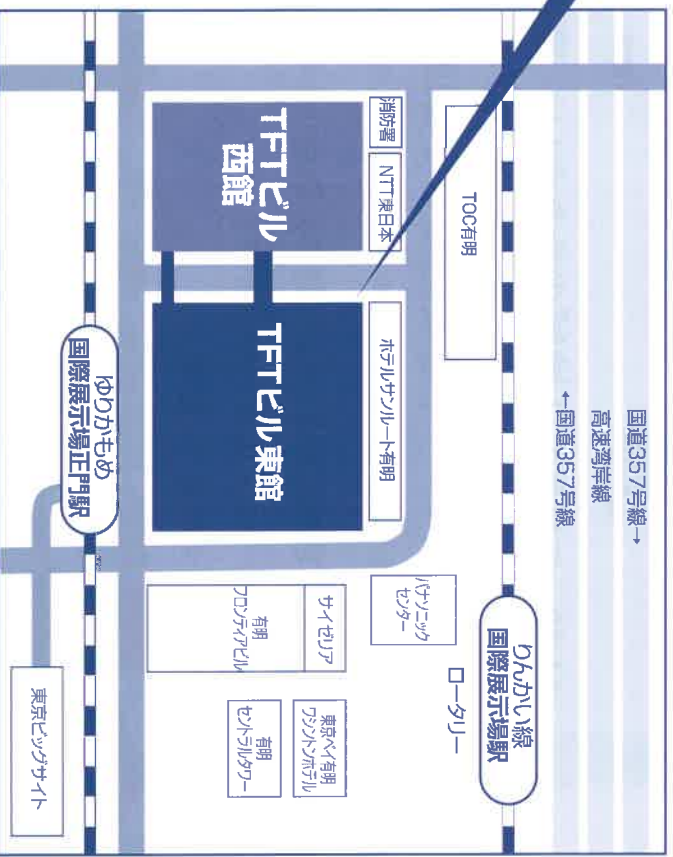 国道357号線→
高速湾岸線
←国道357号線
りんかい線
国際展示場駅
ロータリー
TOC有明
消防署
NTT東日本
ホテルサンルート有明
パナソニック
センター
TFTビル
西館
TFTビル東館
サイゼリア
有明
フロンティアビル
東京ベイ有明
ワシントンホテル
有明
セントラルタワー
ゆりかもめ
国際展示場正門駅
東京ビッグサイト